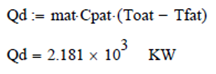 Qd := mat·Cpat·(Toat − Tfat)
Qd = 2.181 × 10³ KW